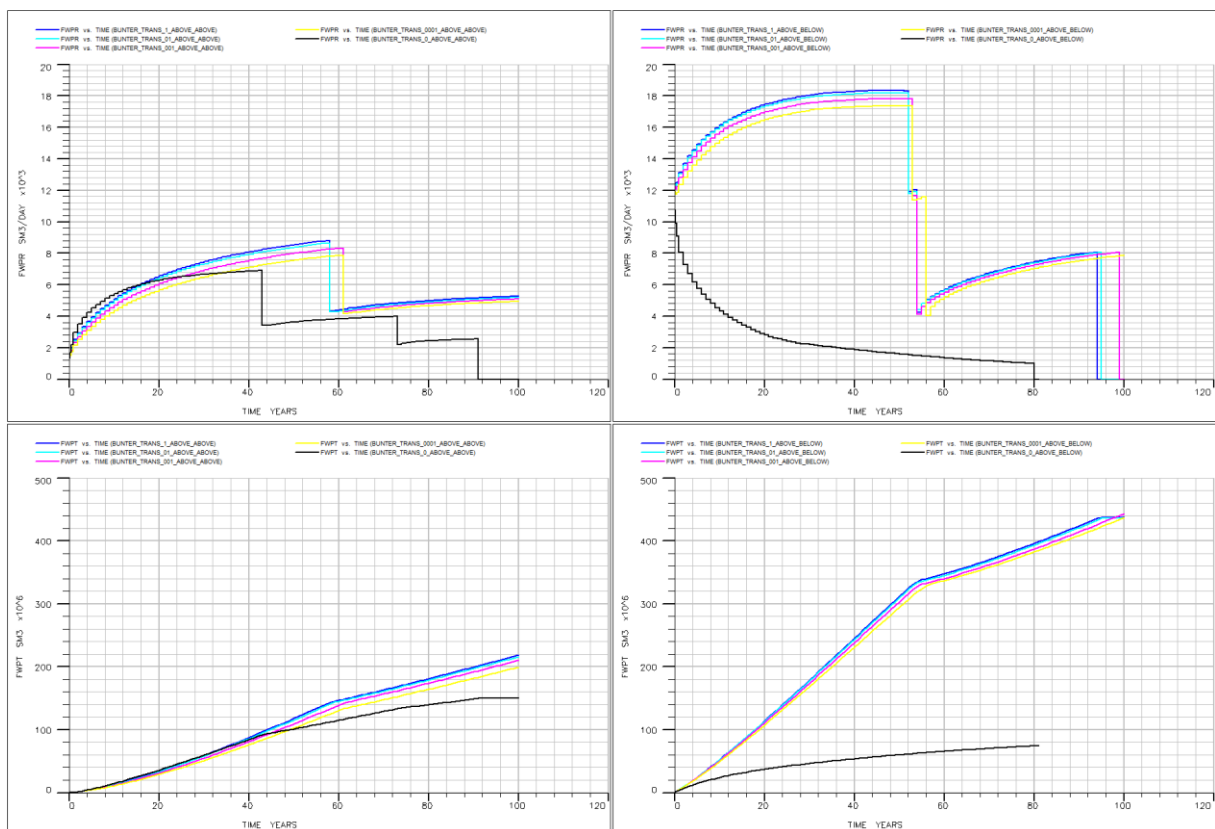 FWPR vs. TIME (BUNTER_TRANS_1_ABOVE_ABOVE)
FWPR vs. TIME (BUNTER_TRANS_01_ABOVE_ABOVE)
FWPR vs. TIME (BUNTER_TRANS_001_ABOVE_ABOVE)
FWPR vs. TIME (BUNTER_TRANS_0001_ABOVE_ABOVE)
FWPR vs. TIME (BUNTER_TRANS_0_ABOVE_ABOVE)
20
18
16
14
12
10
8
6
4
2
0
FWPR SM3/DAY x10^3
0 20 40 60 80 100 120
TIME YEARS
FWPR vs. TIME (BUNTER_TRANS_1_ABOVE_BELOW)
FWPR vs. TIME (BUNTER_TRANS_01_ABOVE_BELOW)
FWPR vs. TIME (BUNTER_TRANS_001_ABOVE_BELOW)
FWPR vs. TIME (BUNTER_TRANS_0001_ABOVE_BELOW)
FWPR vs. TIME (BUNTER_TRANS_0_ABOVE_BELOW)
20
18
16
14
12
10
8
6
4
2
0
FWPR SM3/DAY x10^3
0 20 40 60 80 100 120
TIME YEARS
FWPT vs. TIME (BUNTER_TRANS_1_ABOVE_ABOVE)
FWPT vs. TIME (BUNTER_TRANS_01_ABOVE_ABOVE)
FWPT vs. TIME (BUNTER_TRANS_001_ABOVE_ABOVE)
FWPT vs. TIME (BUNTER_TRANS_0001_ABOVE_ABOVE)
FWPT vs. TIME (BUNTER_TRANS_0_ABOVE_ABOVE)
500
400
300
200
100
0
FWPT SM3 x10^6
0 20 40 60 80 100 120
TIME YEARS
FWPT vs. TIME (BUNTER_TRANS_1_ABOVE_BELOW)
FWPT vs. TIME (BUNTER_TRANS_01_ABOVE_BELOW)
FWPT vs. TIME (BUNTER_TRANS_001_ABOVE_BELOW)
FWPT vs. TIME (BUNTER_TRANS_0001_ABOVE_BELOW)
FWPT vs. TIME (BUNTER_TRANS_0_ABOVE_BELOW)
500
400
300
200
100
0
FWPT SM3 x10^6
0 20 40 60 80 100 120
TIME YEARS